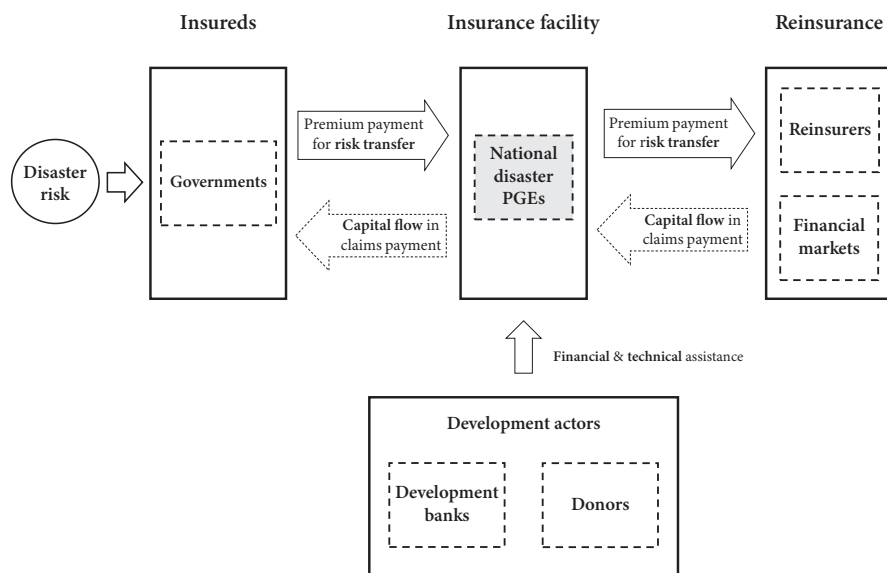 Insureds
Insurance facility
Reinsurance
Disaster
risk
Governments
Premium payment
for risk transfer
Capital flow in
claims payment
National
disaster
PGEs
Premium payment
for risk transfer
Capital flow in
claims payment
Reinsurers
Financial
markets
Financial & technical assistance
Development actors
Development
banks
Donors